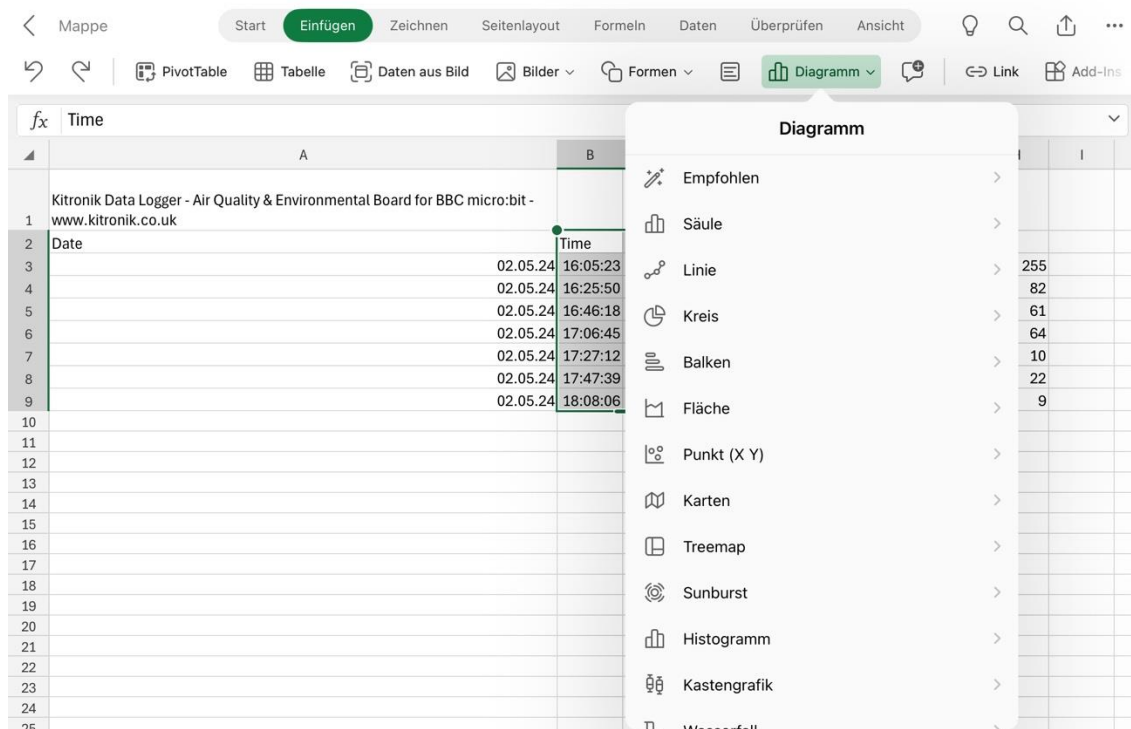 Mappe Start Einfügen Zeichnen Seitenlayout Formeln Daten Überprüfen Ansicht
PivotTable Tabelle Daten aus Bild Bilder Formen Diagramm Link Add-Ins
fx Time
Diagramm
A B I
Kitronik Data Logger - Air Quality & Environmental Board for BBC micro:bit -
1 www.kitronik.co.uk
2 Date Time
3 02.05.24 16:05:23 255
4 02.05.24 16:25:50 82
5 02.05.24 16:46:18 61
6 02.05.24 17:06:45 64
7 02.05.24 17:27:12 10
8 02.05.24 17:47:39 22
9 02.05.24 18:08:06 9
10
11
12
13
14
15
16
17
18
19
20
21
22
23
24
25
Empfohlen
Säule
Linie
Kreis
Balken
Fläche
Punkt (X Y)
Karten
Treemap
Sunburst
Histogramm
Kastengrafik
Wasserfall